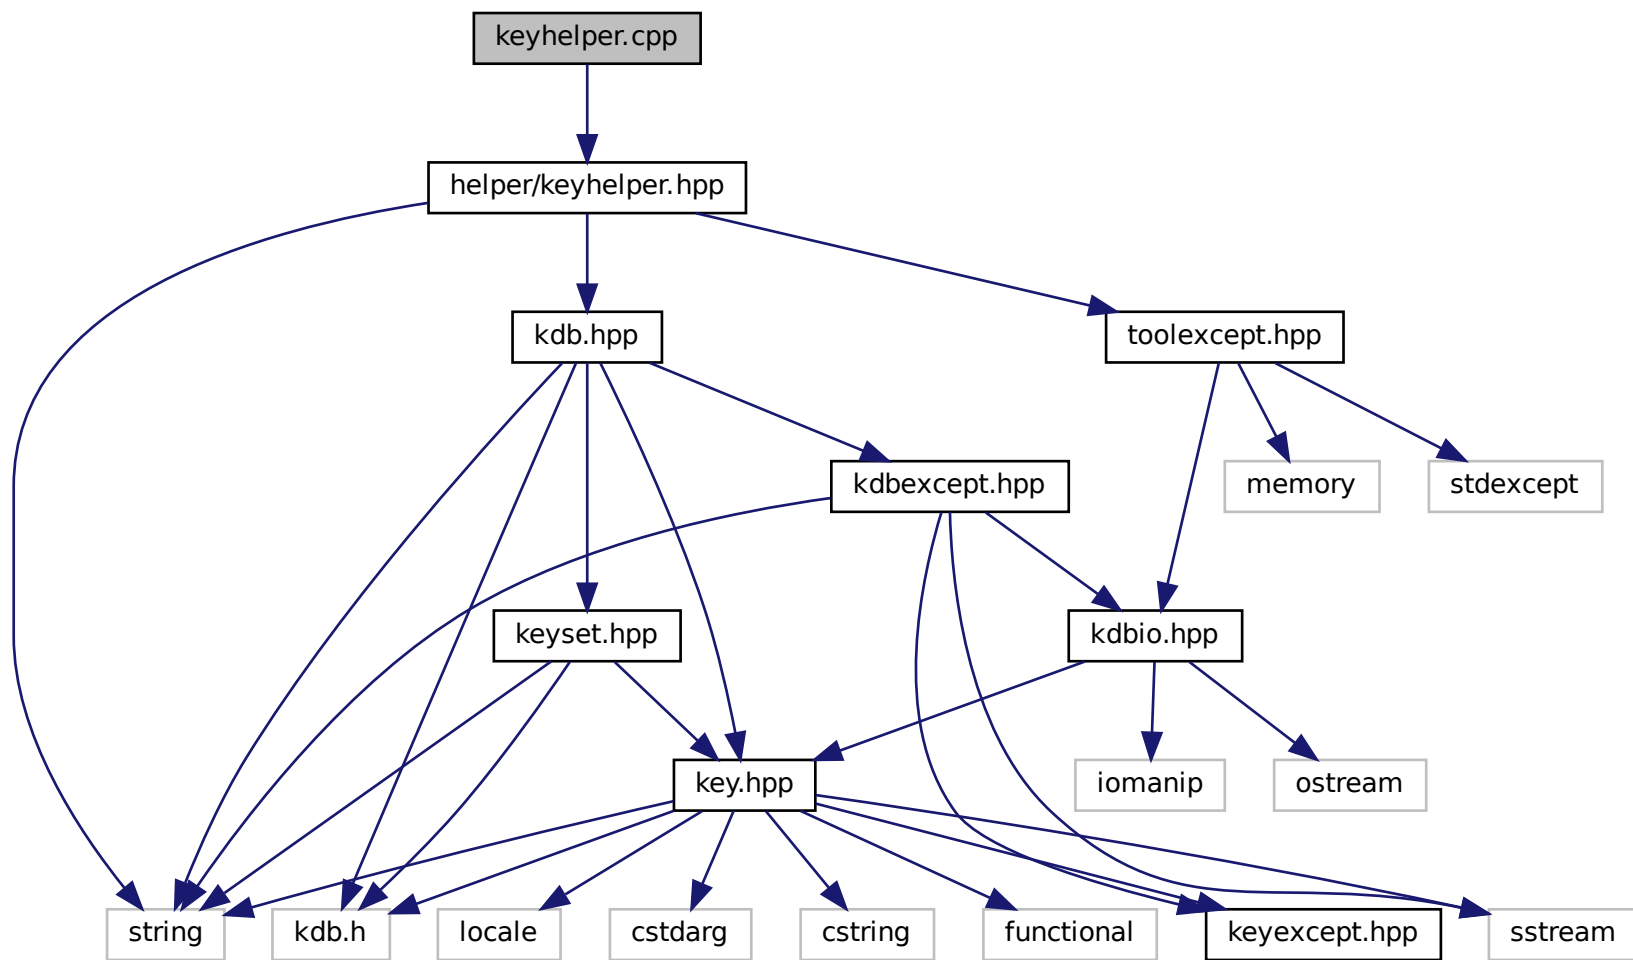 keyhelper.cpp
helper/keyhelper.hpp
kdb.hpp
toolexcept.hpp
kdbexcept.hpp
memory
stdexcept
keyset.hpp
kdbio.hpp
key.hpp
iomanip
ostream
string
kdb.h
locale
cstdarg
cstring
functional
keyexcept.hpp
sstream